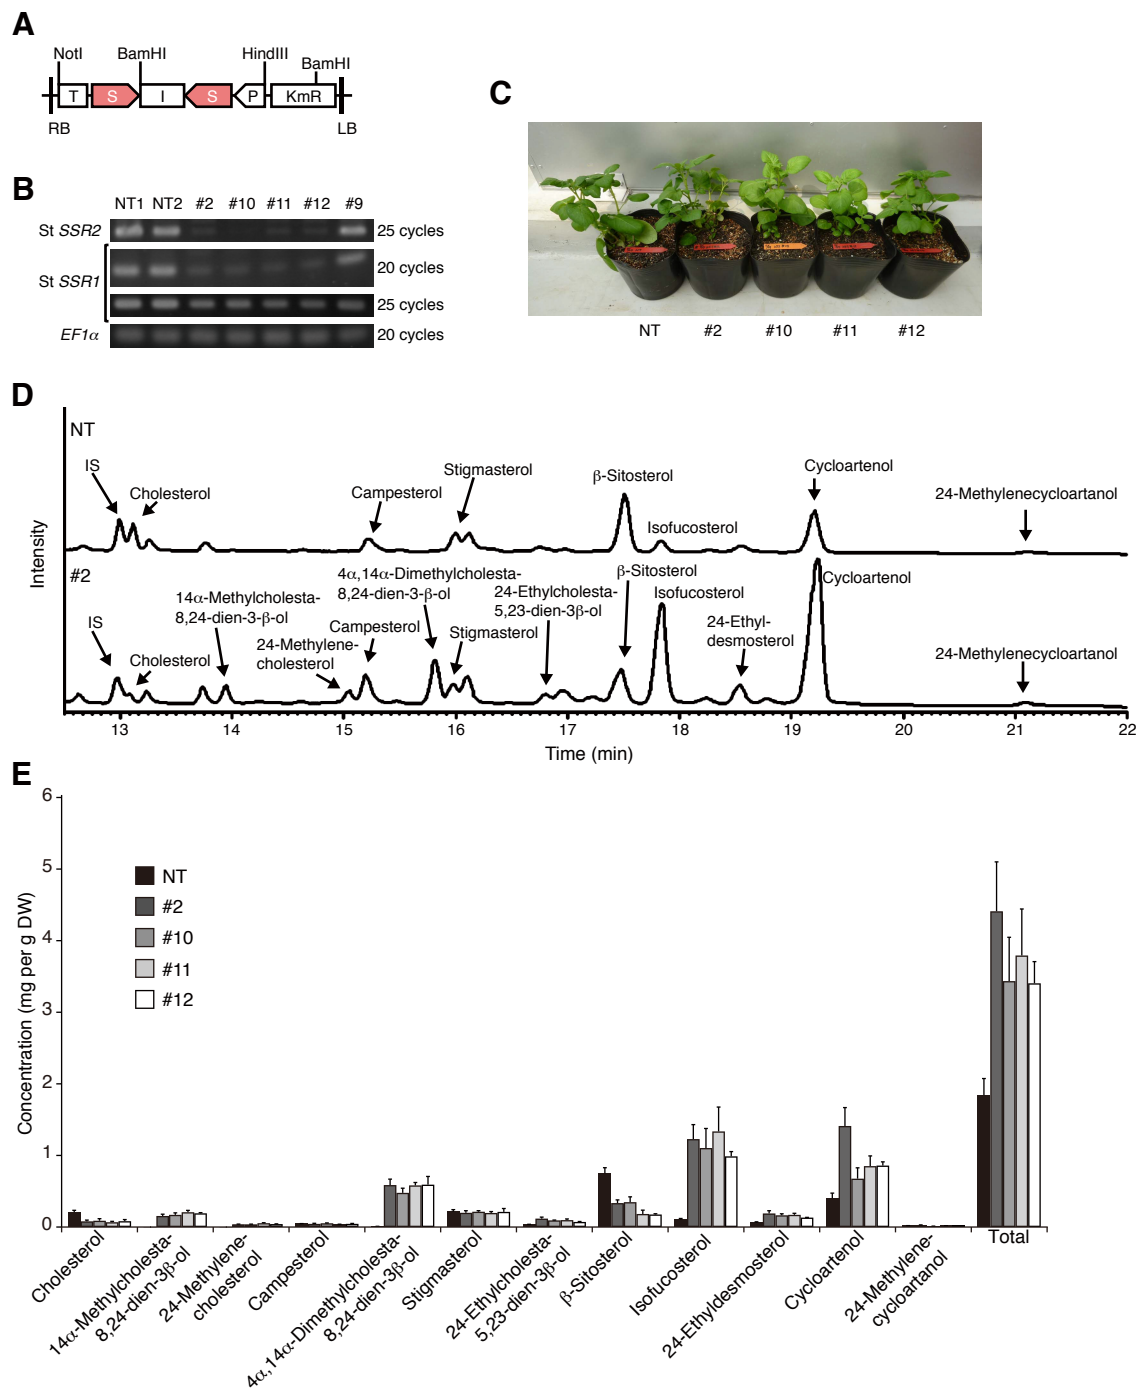 A
NotI BamHI HindIII
BamHI
T S I S P KmR
RB LB
B
NT1 NT2 #2 #10 #11 #12 #9
St SSR2 25 cycles
20 cycles
St SSR1
25 cycles
EF1α 20 cycles
C
NT #2 #10 #11 #12
D
Intensity
NT
IS
Cholesterol
Campesterol
Stigmasterol
β-Sitosterol
Isofucosterol
Cycloartenol
24-Methylenecycloartanol
#2
IS
Cholesterol
14α-Methylcholesta-
8,24-dien-3-β-ol
24-Methylene-
cholesterol
Campesterol
4α,14α-Dimethylcholesta-
8,24-dien-3-β-ol
Stigmasterol
24-Ethylcholesta-
5,23-dien-3β-ol
β-Sitosterol
Isofucosterol
24-Ethyl-
desmosterol
Cycloartenol
24-Methylenecycloartanol
13 14 15 16 17 18 19 20 21 22
Time (min)
E
Concentration (mg per g DW)
6
5
4
3
2
1
0
NT
#2
#10
#11
#12
Cholesterol
14α-Methylcholesta-
8,24-dien-3β-ol
24-Methylene-
cholesterol
Campesterol
4α,14α-Dimethylcholesta-
8,24-dien-3β-ol
Stigmasterol
24-Ethylcholesta-
5,23-dien-3β-ol
β-Sitosterol
Isofucosterol
24-Ethyldesmosterol
Cycloartenol
24-Methylene-
cycloartanol
Total